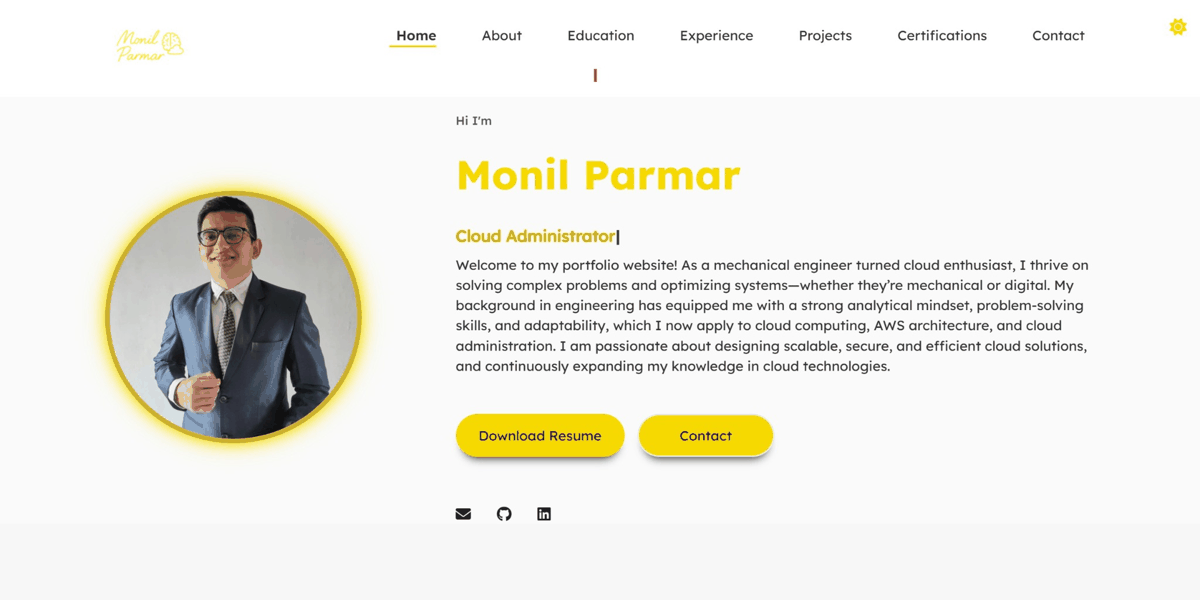 Monil
Parmar
Home About Education Experience Projects Certifications Contact
Hi I'm
Monil Parmar
Cloud Administrator|
Welcome to my portfolio website! As a mechanical engineer turned cloud enthusiast, I thrive on
solving complex problems and optimizing systems—whether they’re mechanical or digital. My
background in engineering has equipped me with a strong analytical mindset, problem-solving
skills, and adaptability, which I now apply to cloud computing, AWS architecture, and cloud
administration. I am passionate about designing scalable, secure, and efficient cloud solutions,
and continuously expanding my knowledge in cloud technologies.
Download Resume Contact